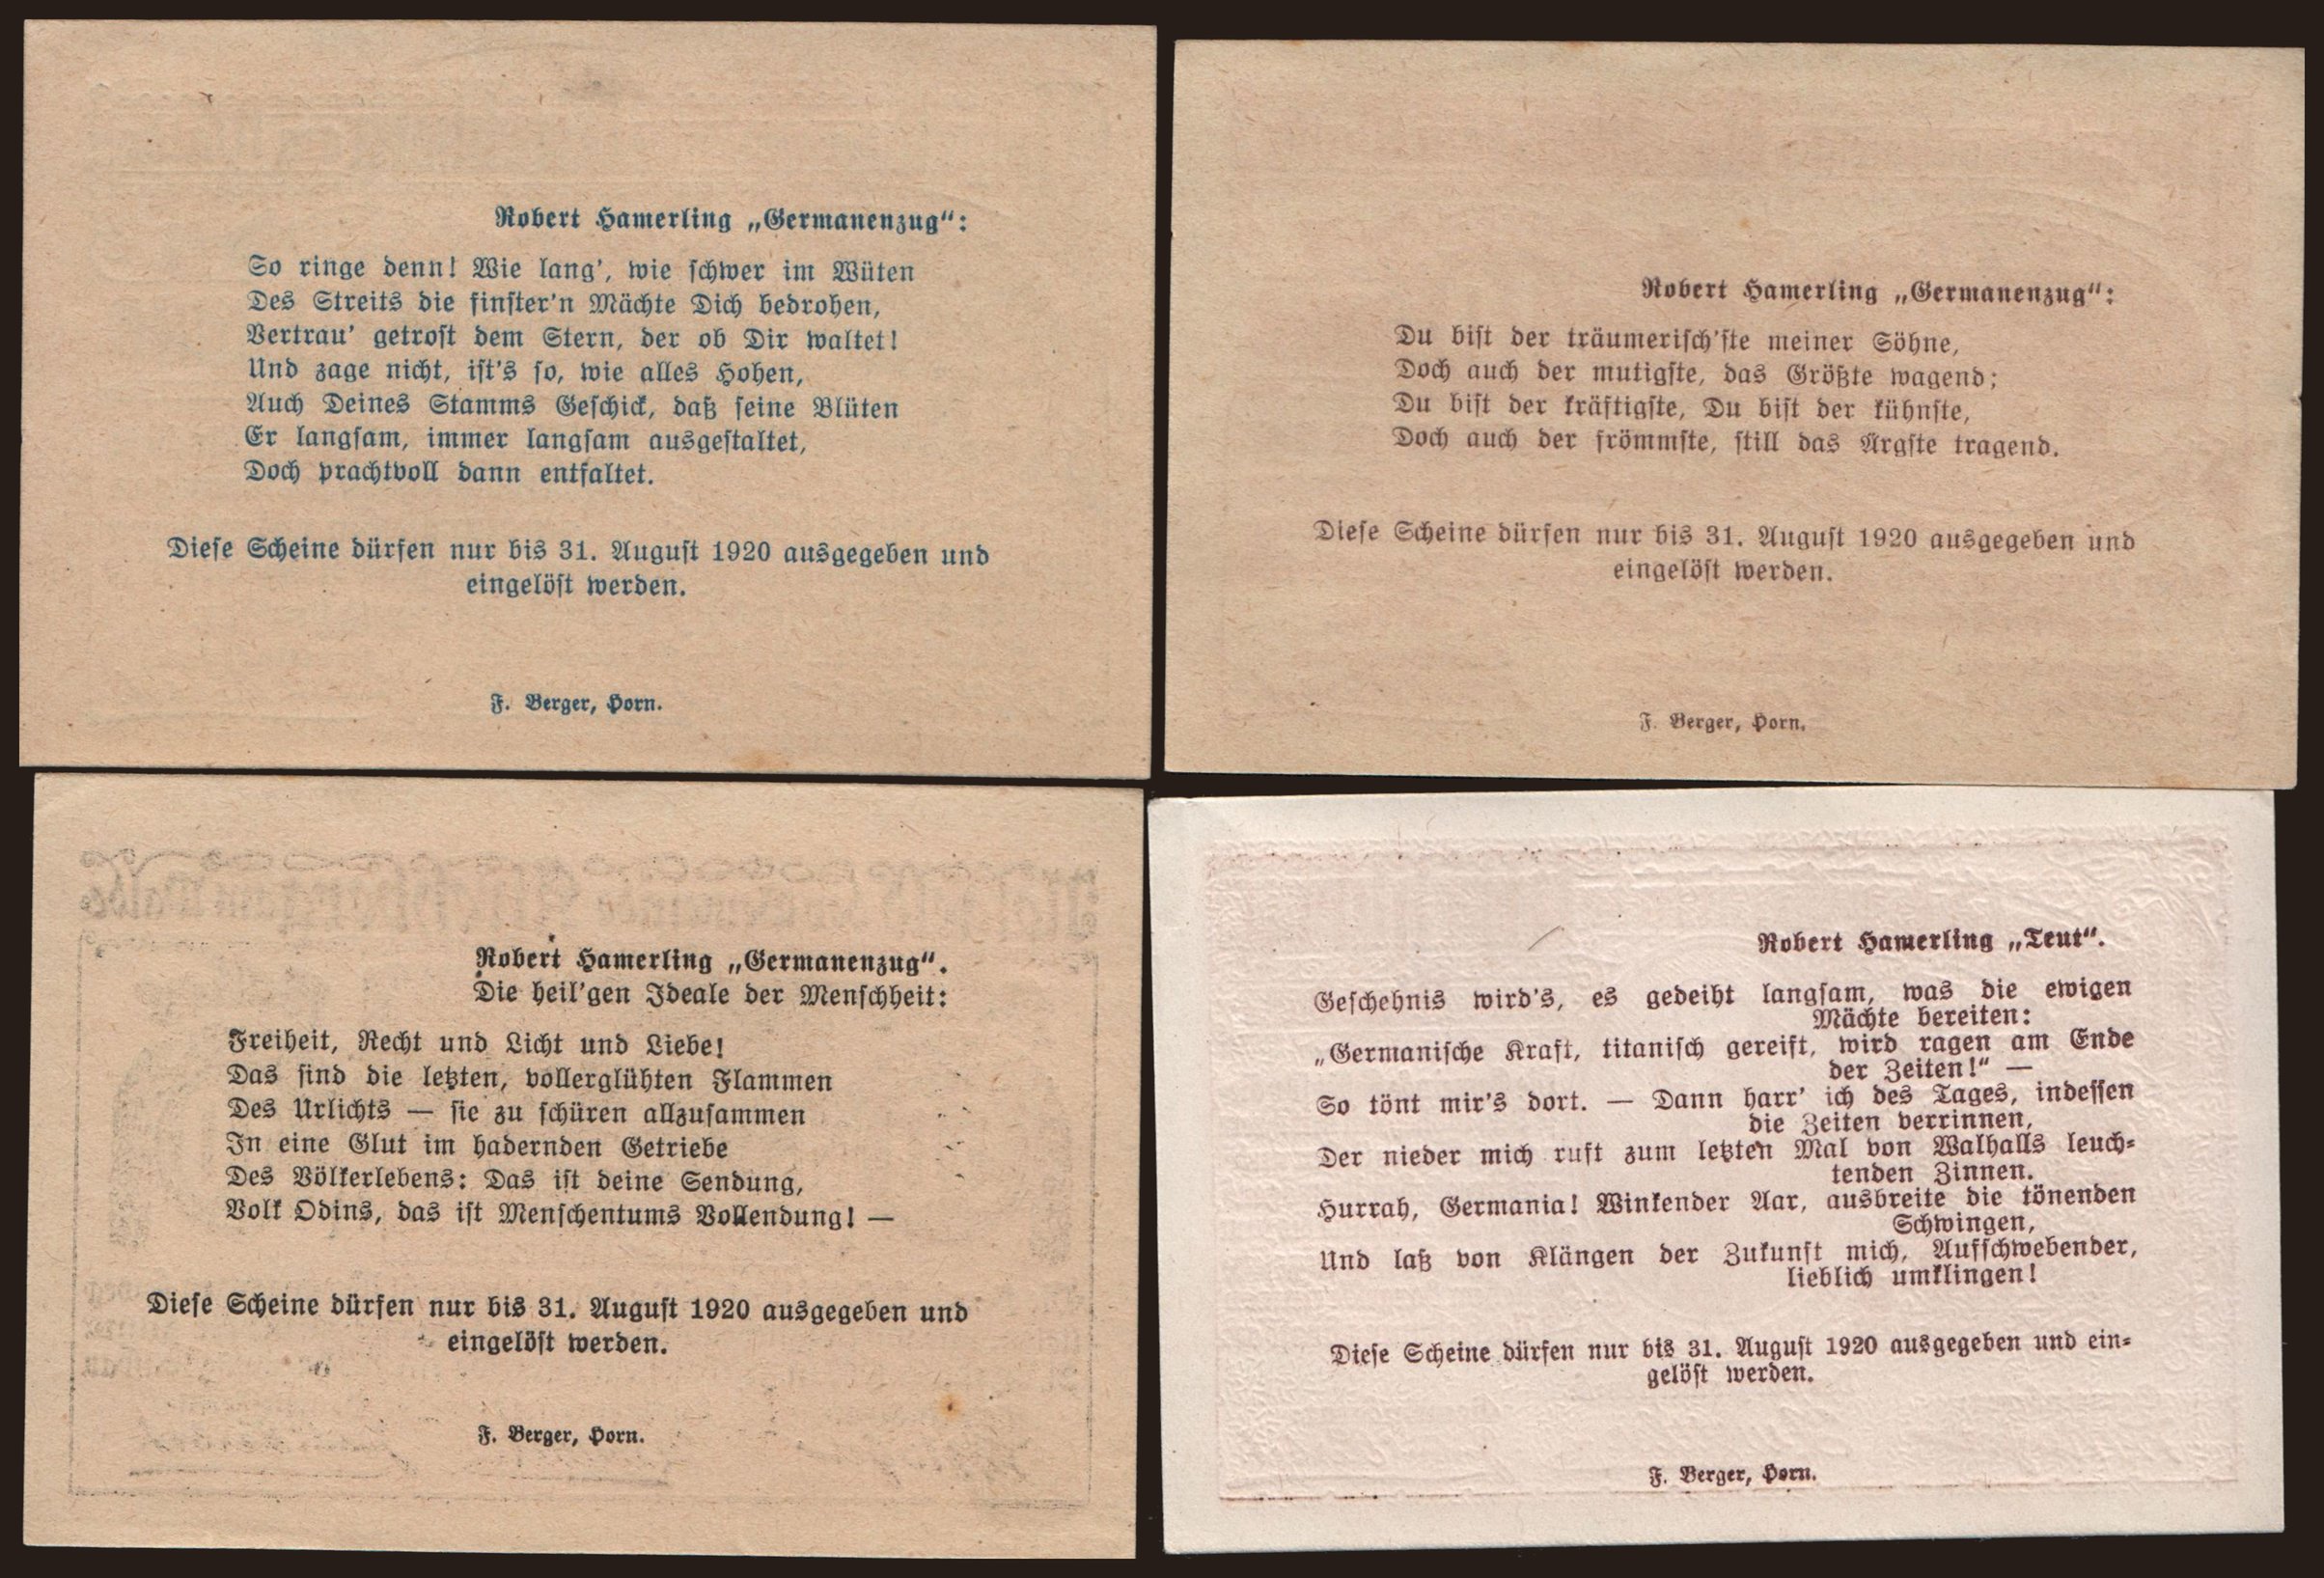 Robert Hamerling „Germanenzug“:
So ringe denn! Wie lang’, wie schwer im Wüten
Des Streits die finster’n Mächte Dich bedrohen,
Vertrau’ getrost dem Stern, der ob Dir waltet!
Und zage nicht, ist’s so, wie alles Hohen,
Auch Deines Stamms Geschick, daß seine Blüten
Er langsam, immer langsam ausgestaltet,
Doch prachtvoll dann entfaltet.
Diese Scheine dürfen nur bis 31. August 1920 ausgegeben und
eingelöst werden.
F. Berger, Horn.
Robert Hamerling „Germanenzug“:
Du bist der träumerisch’ste meiner Söhne,
Doch auch der mutigste, das Größte wagend;
Du bist der kräftigste, Du bist der kühnste,
Doch auch der frömmste, still das Argste tragend.
Diese Scheine dürfen nur bis 31. August 1920 ausgegeben und
eingelöst werden.
F. Berger, Horn.
Robert Hamerling „Germanenzug“.
Die heil’gen Ideale der Menschheit:
Freiheit, Recht und Licht und Liebe!
Das sind die letzten, vollerglühten Flammen
Des Urlichts — sie zu schüren allzusammen
In eine Glut im hadernden Getriebe
Des Völkerlebens: Das ist deine Sendung,
Volk Odins, das ist Menschentums Vollendung! —
Diese Scheine dürfen nur bis 31. August 1920 ausgegeben und
eingelöst werden.
F. Berger, Horn.
Robert Hamerling „Teut“.
Geschehnis wird’s, es gedeiht langsam, was die ewigen
Mächte bereiten:
„Germanische Kraft, titanisch gereift, wird ragen am Ende
der Zeiten!“ —
So tönt mir’s dort. — Dann harr’ ich des Tages, indessen
die Zeiten verrinnen,
Der nieder mich ruft zum letzten Mal von Walhalls leuch-
tenden Zinnen.
Hurrah, Germania! Winkender Aar, ausbreite die tönenden
Schwingen,
Und laß von Klängen der Zukunft mich, Aufschwebender,
lieblich umklingen!
Diese Scheine dürfen nur bis 31. August 1920 ausgegeben und ein-
gelöst werden.
F. Berger, Horn.